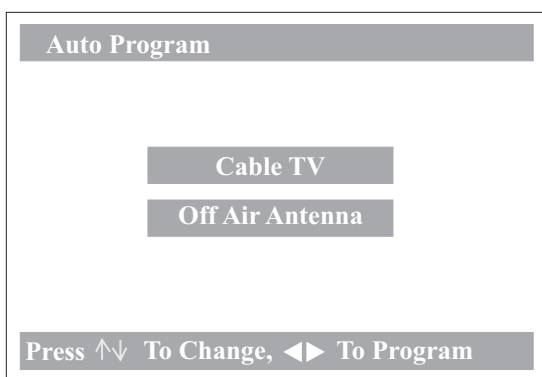 Auto Program
Cable TV
Off Air Antenna
Press ↑↓ To Change, ◀▶ To Program